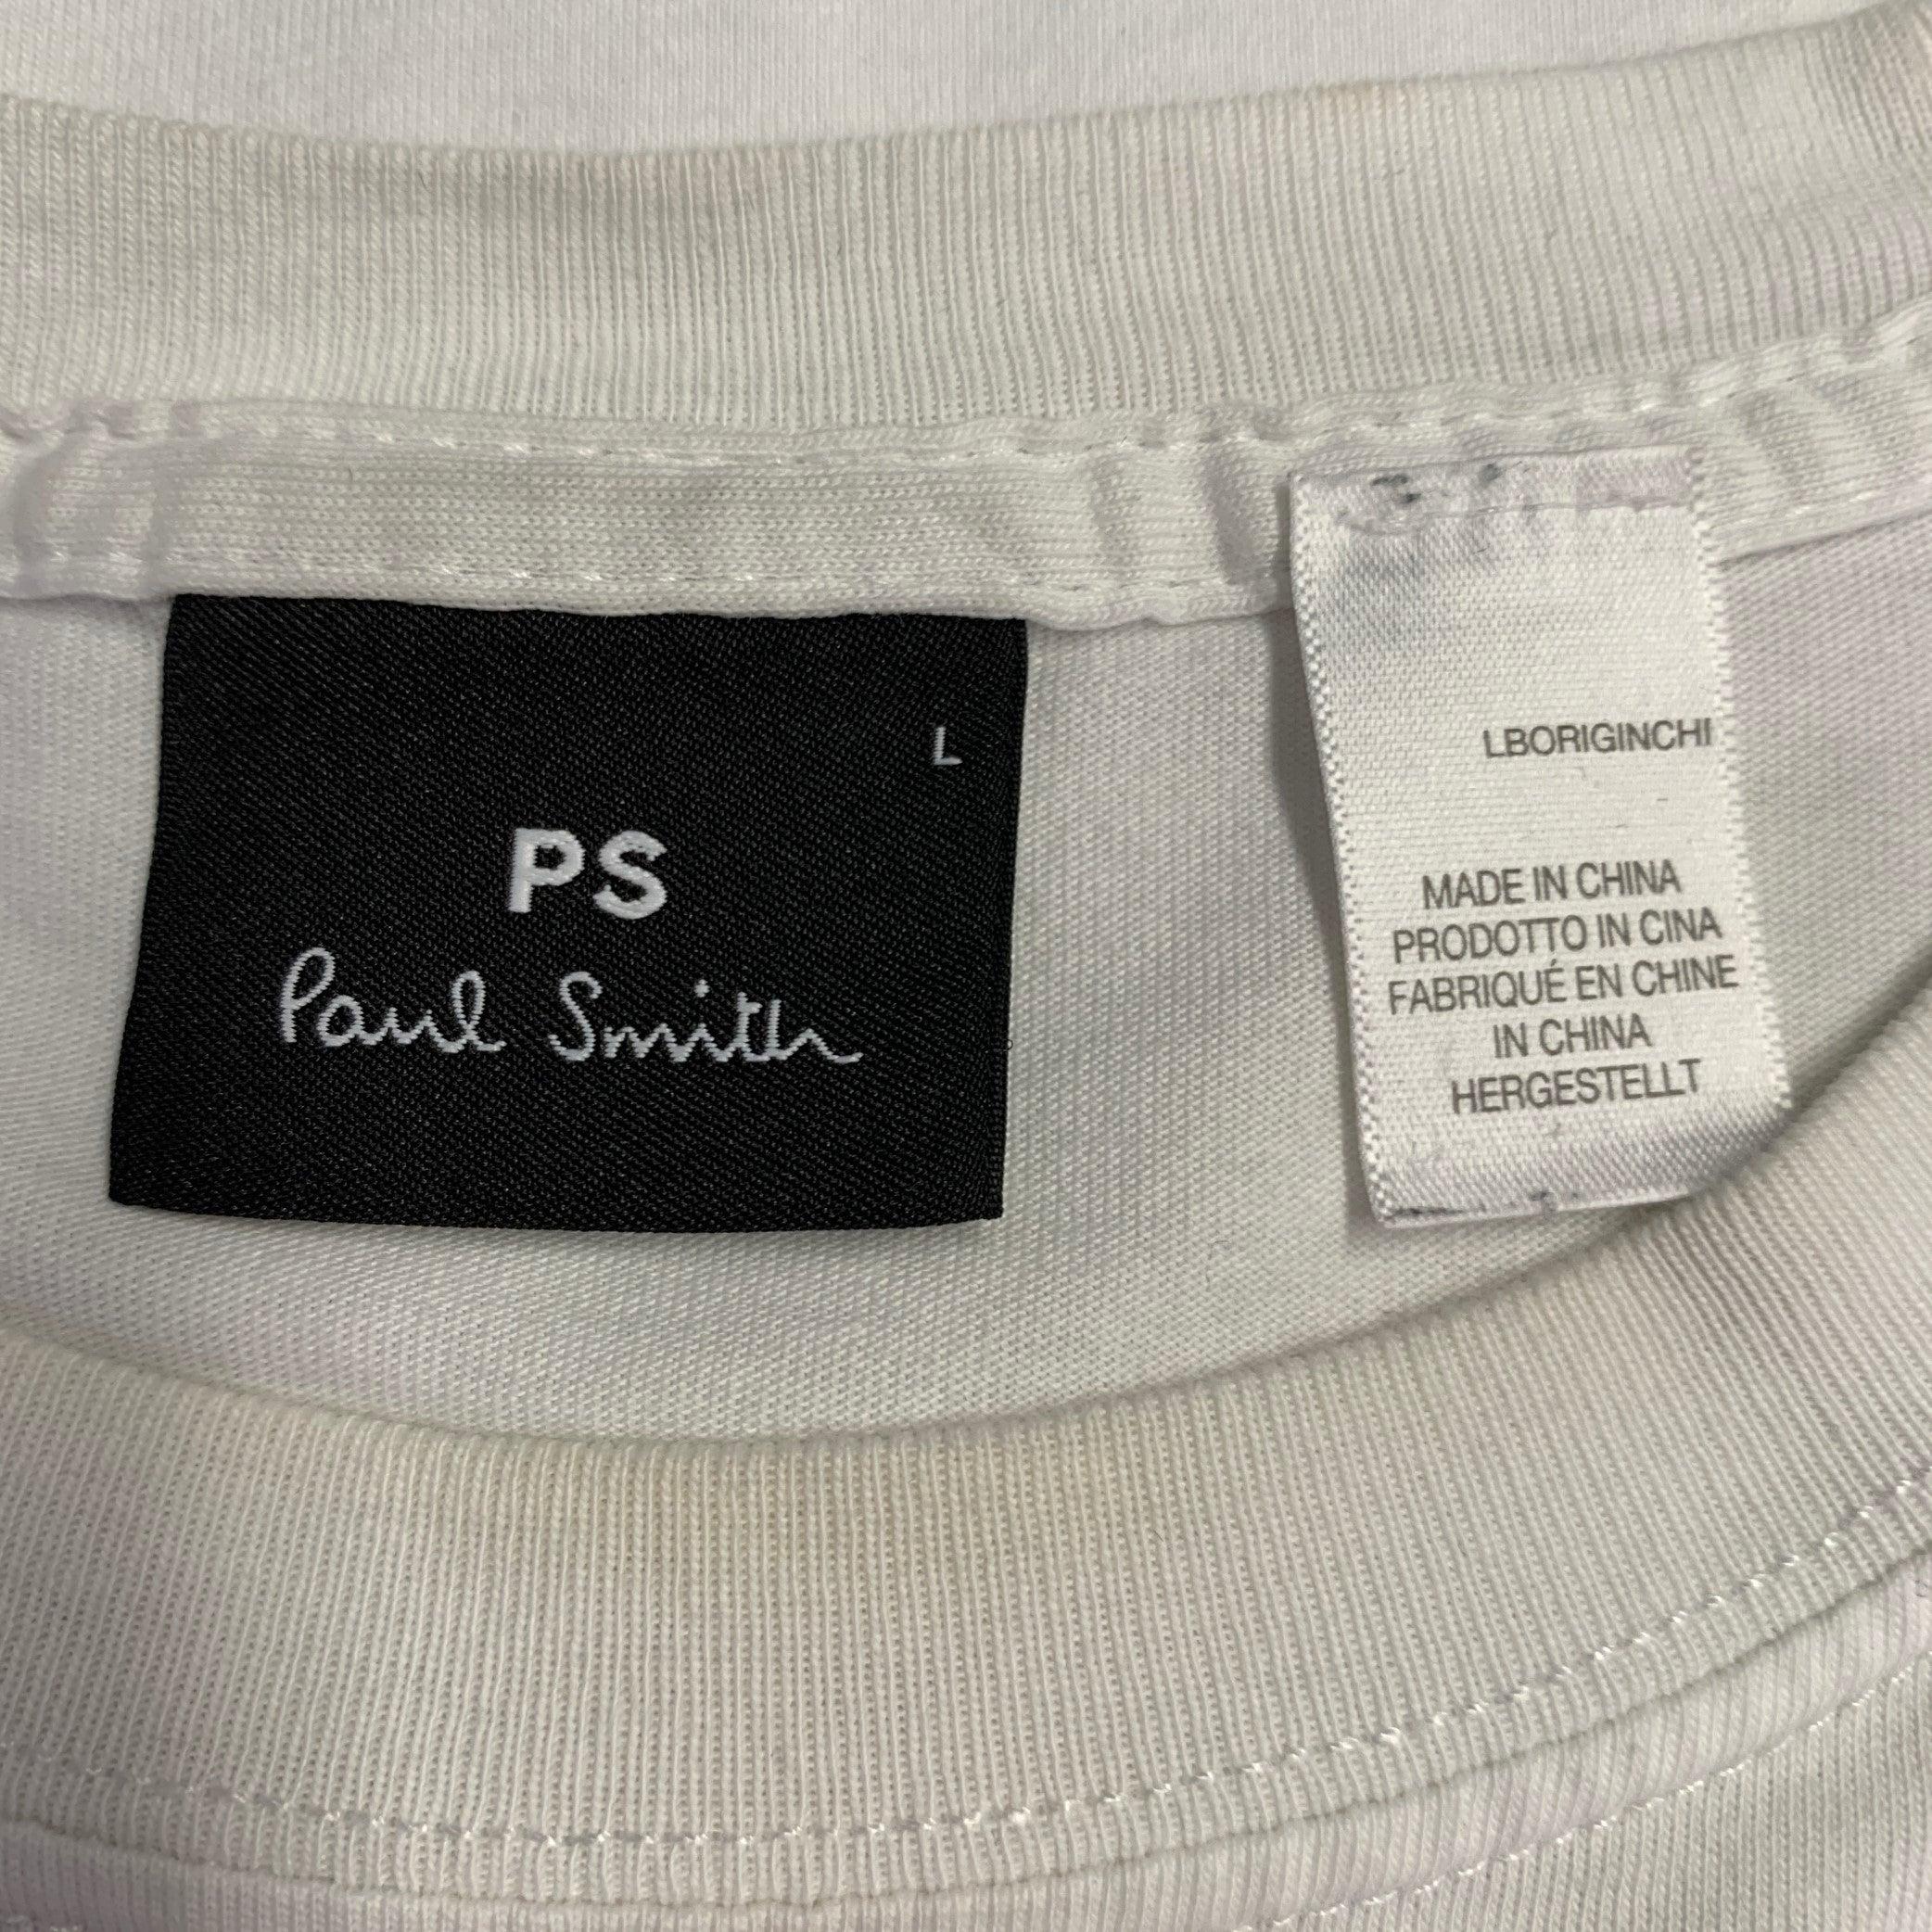 L
PS
Paul Smith
LBORIGINCHI
MADE IN CHINA
PRODOTTO IN CINA
FABRIQUÉ EN CHINE
IN CHINA
HERGESTELLT